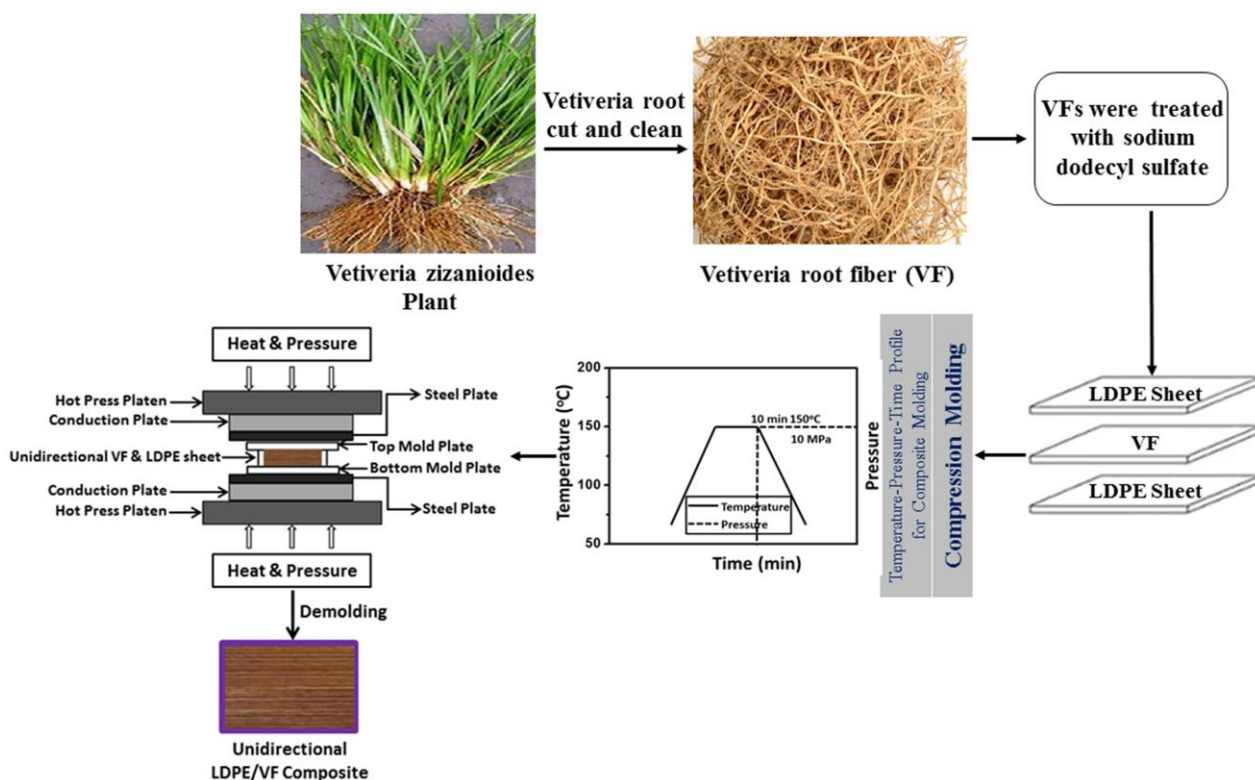 Vetiveria root
cut and clean
VFs were treated
with sodium
dodecyl sulfate
Vetiveria zizanioides
Plant
Vetiveria root fiber (VF)
LDPE Sheet
VF
LDPE Sheet
Compression Molding
Temperature-Pressure-Time Profile
for Composite Molding
Pressure
Temperature (°C)
200
150
100
50
10 min 150°C
10 MPa
Temperature
Pressure
Time (min)
Heat & Pressure
Hot Press Platen
Conduction Plate
Unidirectional VF & LDPE sheet
Conduction Plate
Hot Press Platen
Steel Plate
Top Mold Plate
Bottom Mold Plate
Steel Plate
Heat & Pressure
Demolding
Unidirectional
LDPE/VF Composite